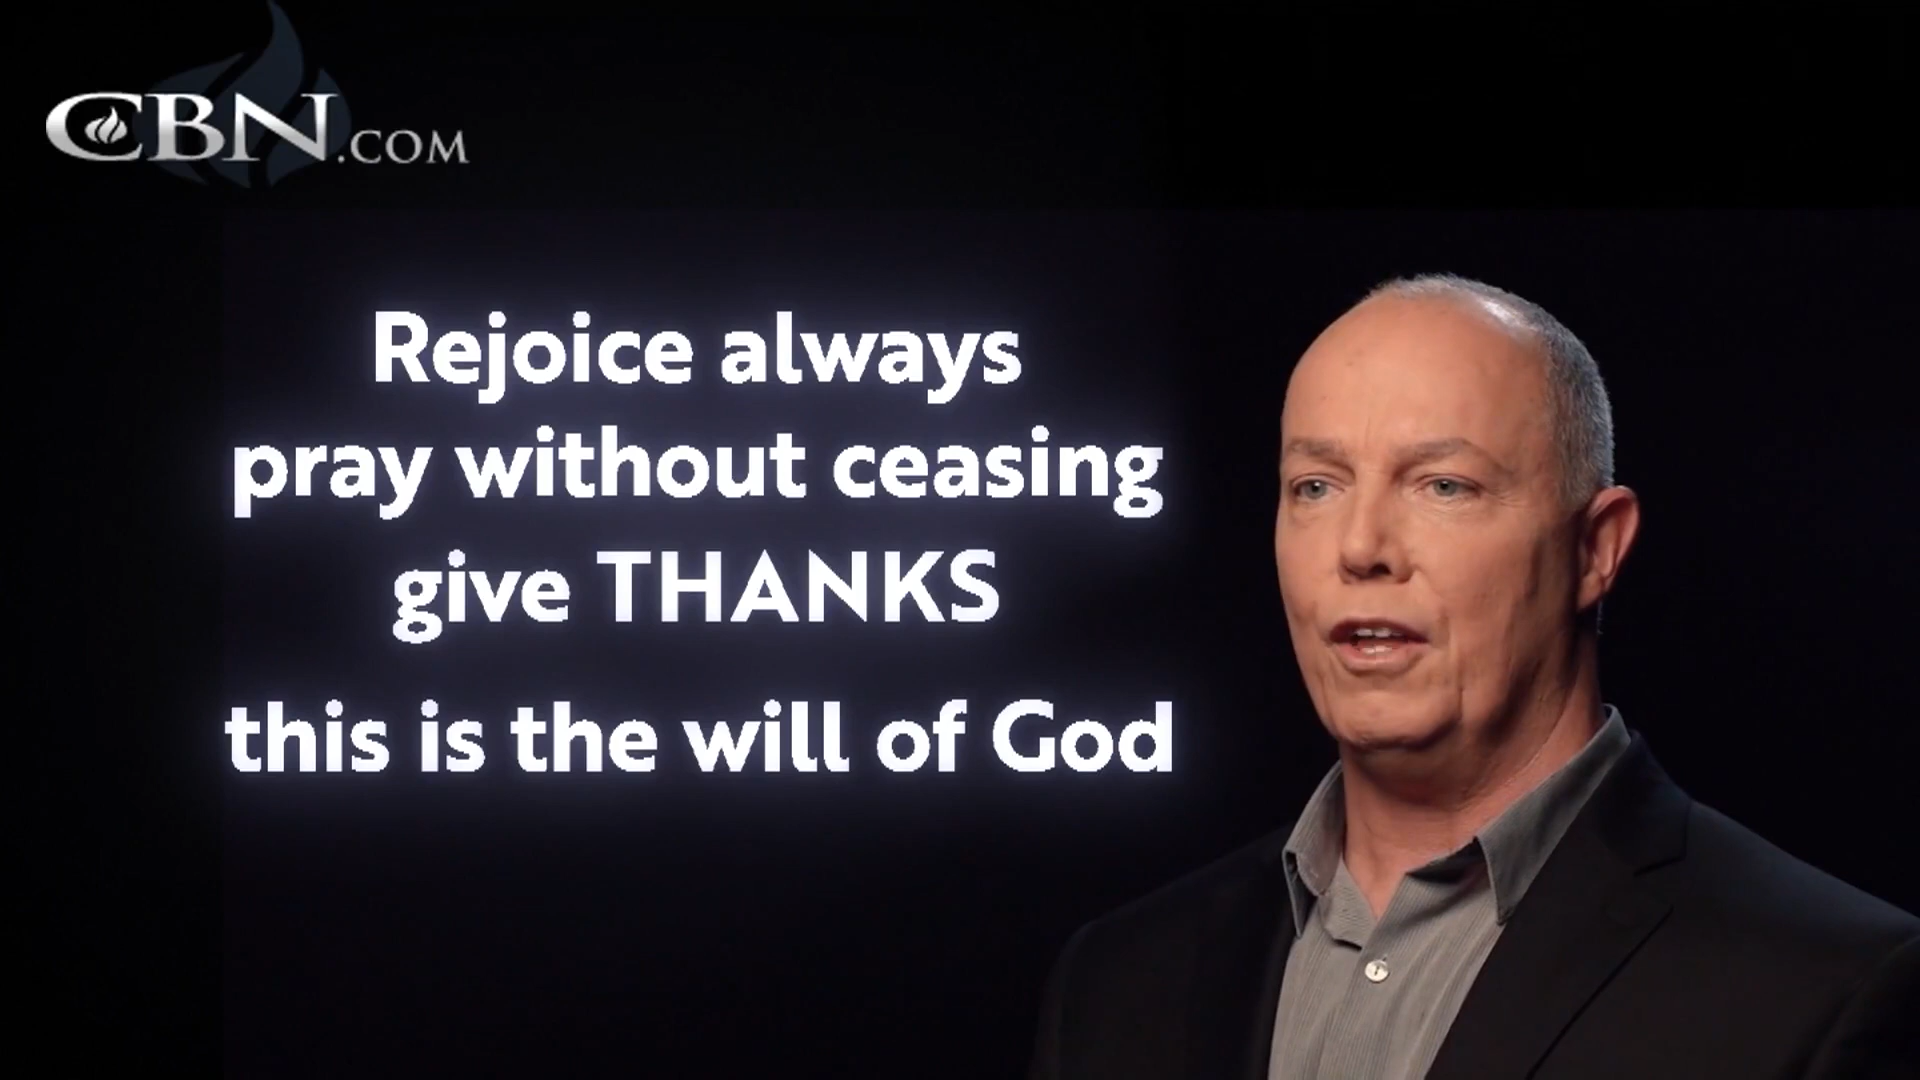 CBN.COM
Rejoice always
pray without ceasing
give THANKS
this is the will of God